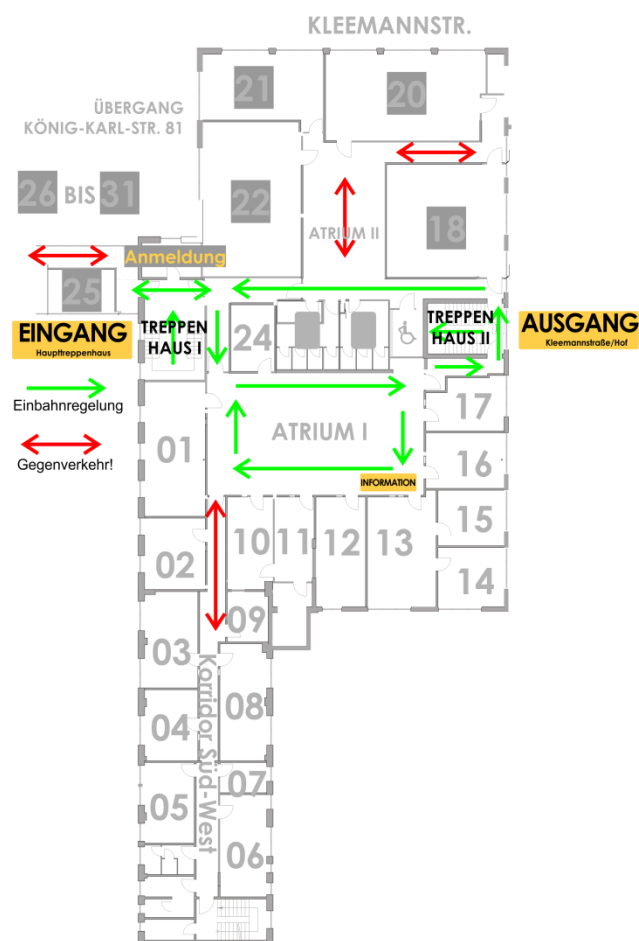 KLEEMANNSTR.
21
20
ÜBERGANG
KÖNIG-KARL-STR. 81
26 BIS 31
22
ATRIUM II
18
Anmeldung
25
EINGANG
Haupttreppenhaus
TREPPEN
HAUS I
24
TREPPEN
HAUS II
AUSGANG
Kleemannstraße/Hof
Einbahnregelung
Gegenverkehr!
01
ATRIUM I
17
16
INFORMATION
02
10
11
12
13
15
14
09
03
Korridor Süd-West
08
04
07
05
06